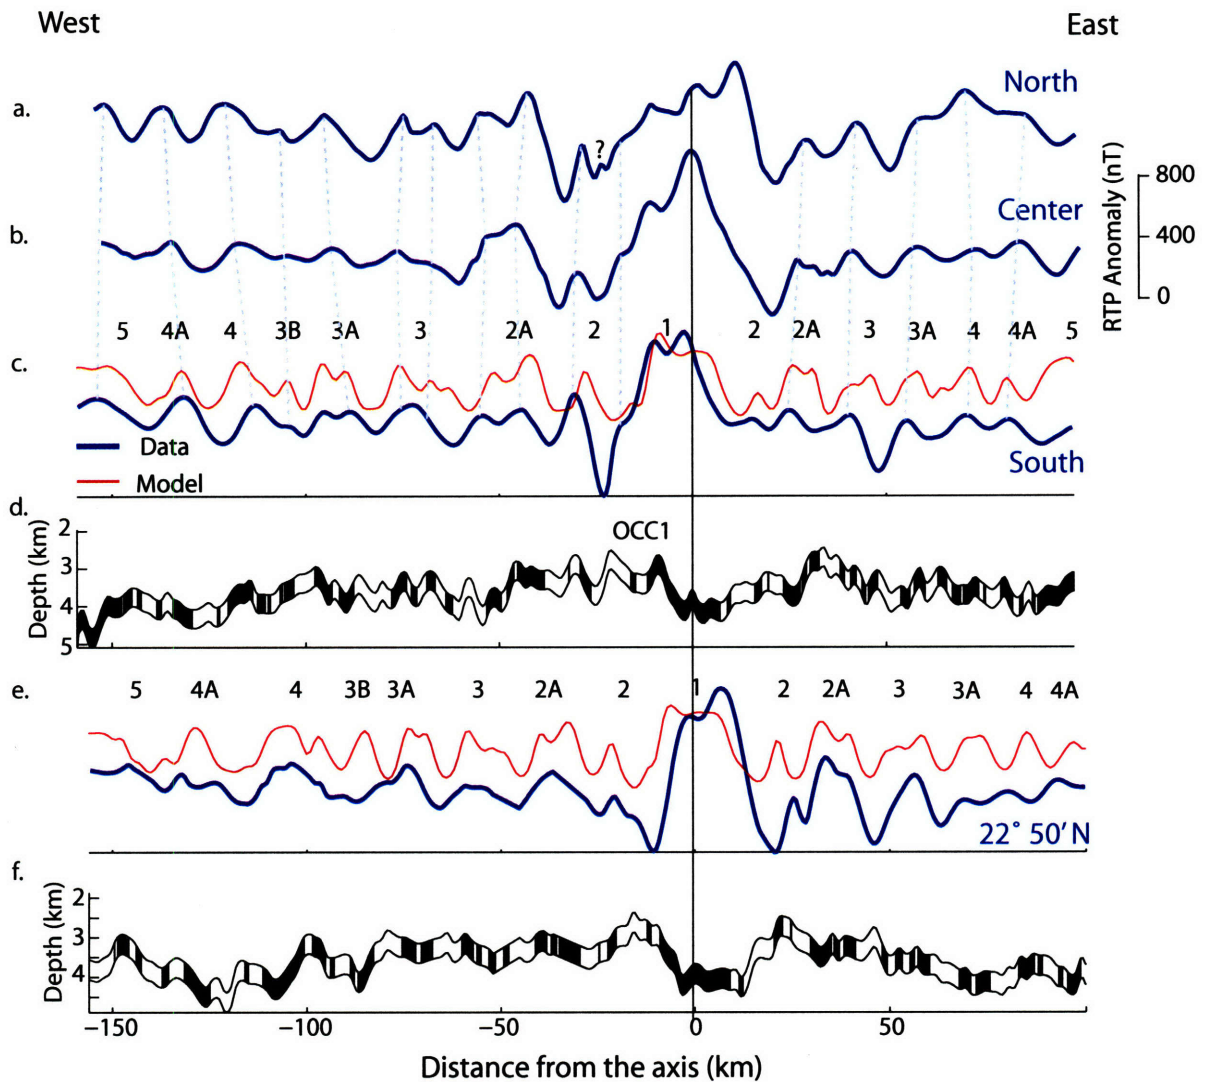 West
East
a.
North
?
800
b.
Center
400
0
RTP Anomaly (nT)
5 4A 4 3B 3A 3 2A 2 1 2 2A 3 3A 4 4A 5
c.
Data
South
Model
d.
OCC1
2
3
4
5
Depth (km)
e.
5 4A 4 3B 3A 3 2A 2 1 2 2A 3 3A 4 4A
22° 50' N
f.
2
3
4
Depth (km)
−150 −100 −50 0 50
Distance from the axis (km)